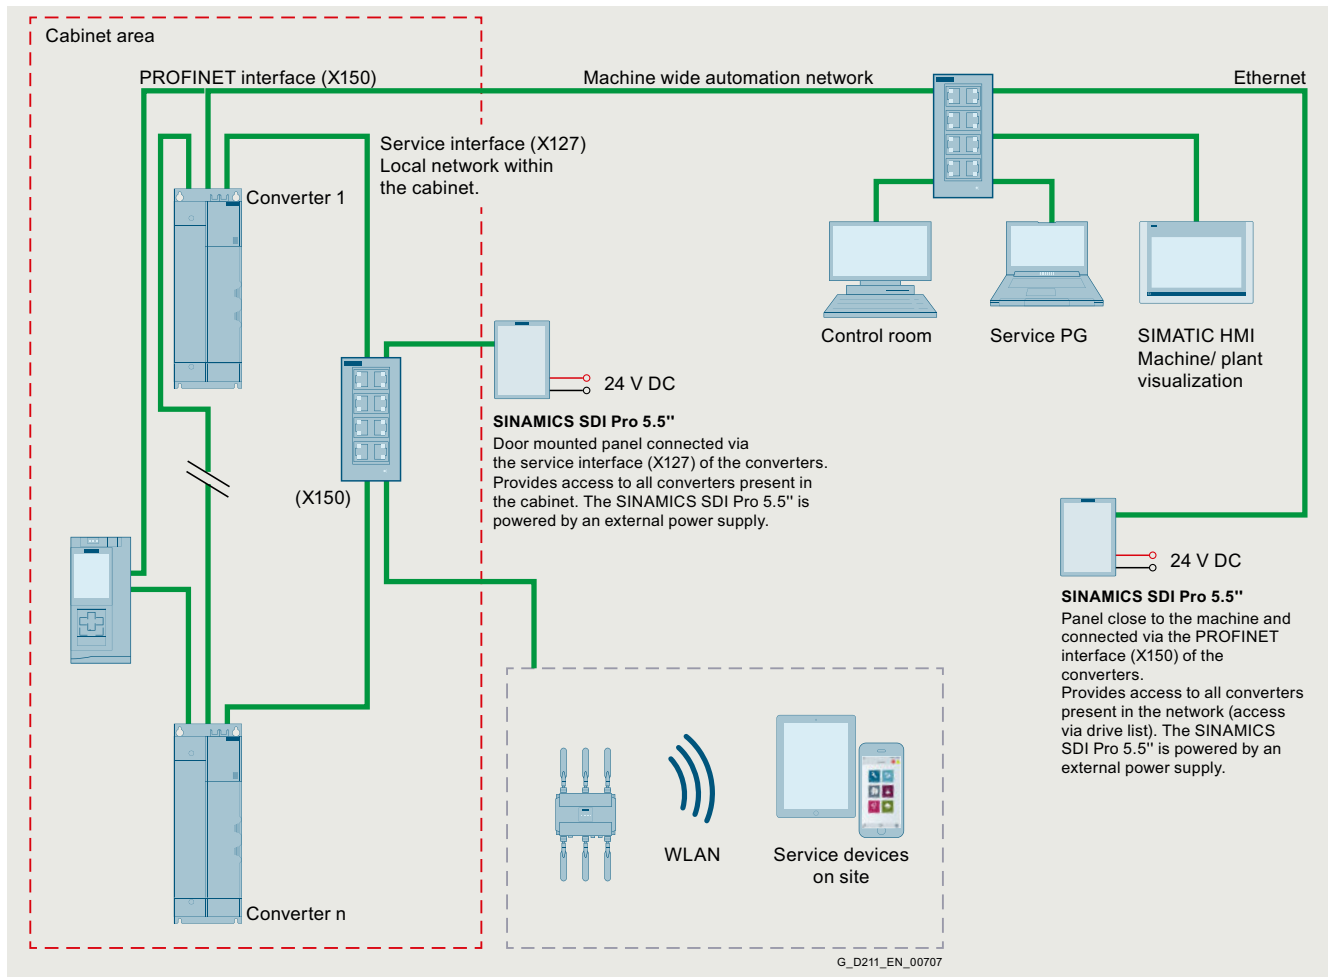 Cabinet area
PROFINET interface (X150)
Machine wide automation network
Ethernet
Service interface (X127)
Local network within
the cabinet.
Converter 1
Control room
Service PG
SIMATIC HMI
Machine/ plant
visualization
24 V DC
SINAMICS SDI Pro 5.5"
Door mounted panel connected via
the service interface (X127) of the converters.
Provides access to all converters present in
the cabinet. The SINAMICS SDI Pro 5.5" is
powered by an external power supply.
(X150)
24 V DC
SINAMICS SDI Pro 5.5"
Panel close to the machine and
connected via the PROFINET
interface (X150) of the
converters.
Provides access to all converters
present in the network (access
via drive list). The SINAMICS
SDI Pro 5.5" is powered by an
external power supply.
WLAN
Service devices
on site
Converter n
G_D211_EN_00707